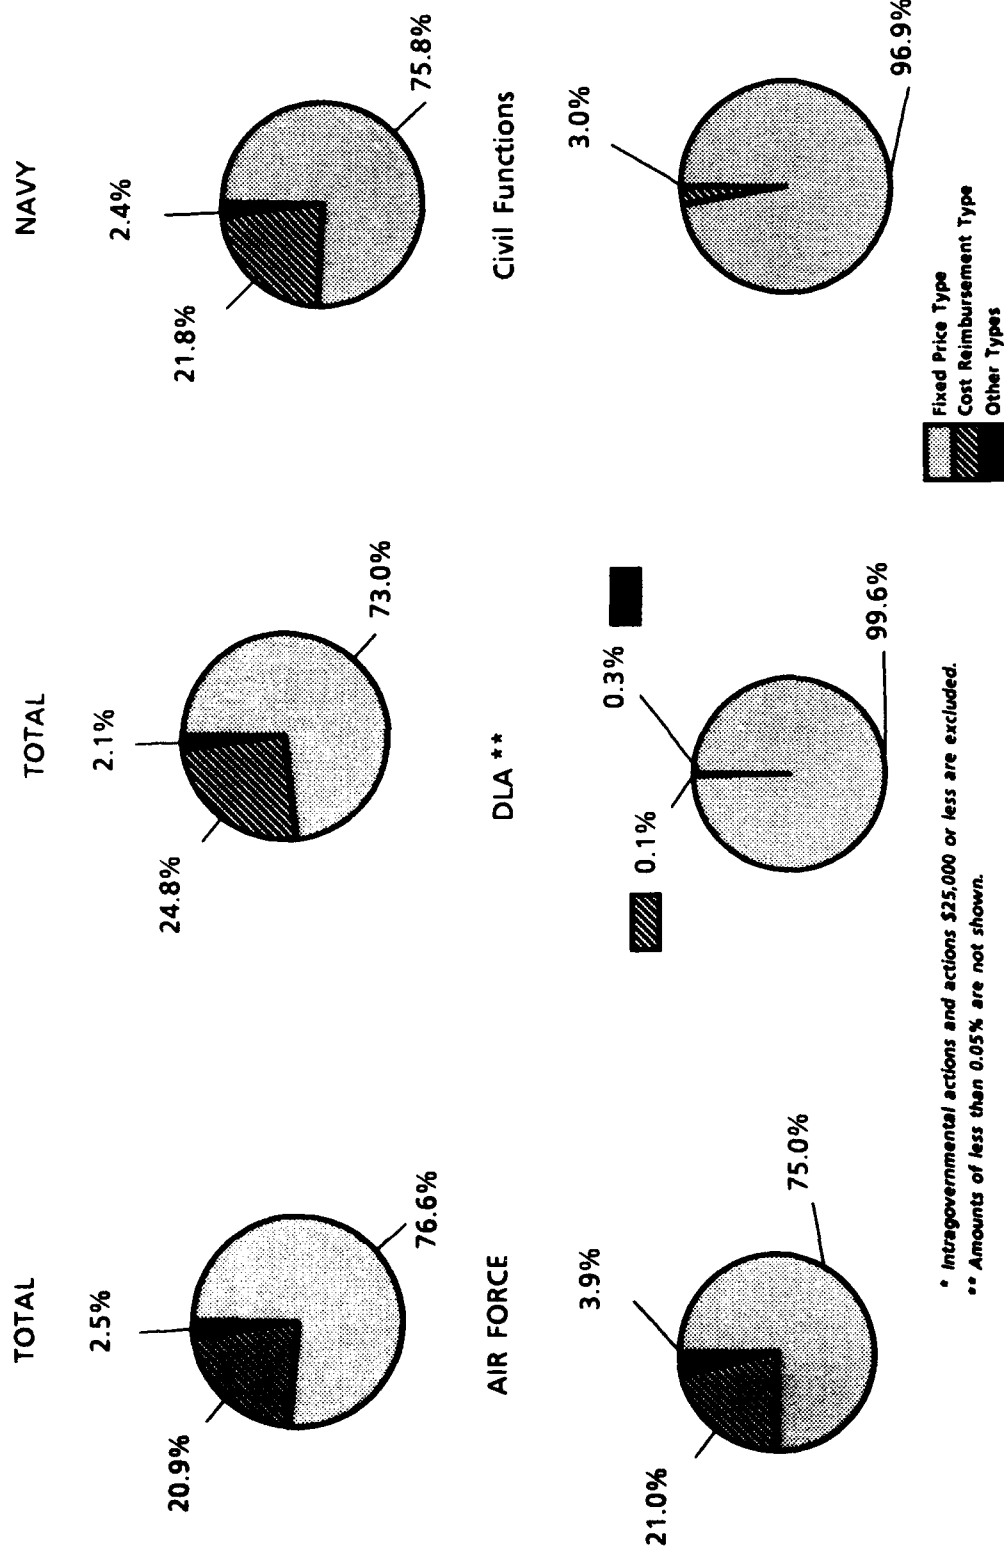 TOTAL
2.5%
20.9%
76.6%
TOTAL
2.1%
24.8%
73.0%
NAVY
2.4%
21.8%
75.8%
AIR FORCE
3.9%
21.0%
75.0%
DLA **
0.3%
0.1%
99.6%
Civil Functions
3.0%
96.9%
Fixed Price Type
Cost Reimbursement Type
Other Types
* Intragovernmental actions and actions $25,000 or less are excluded.
** Amounts of less than 0.05% are not shown.